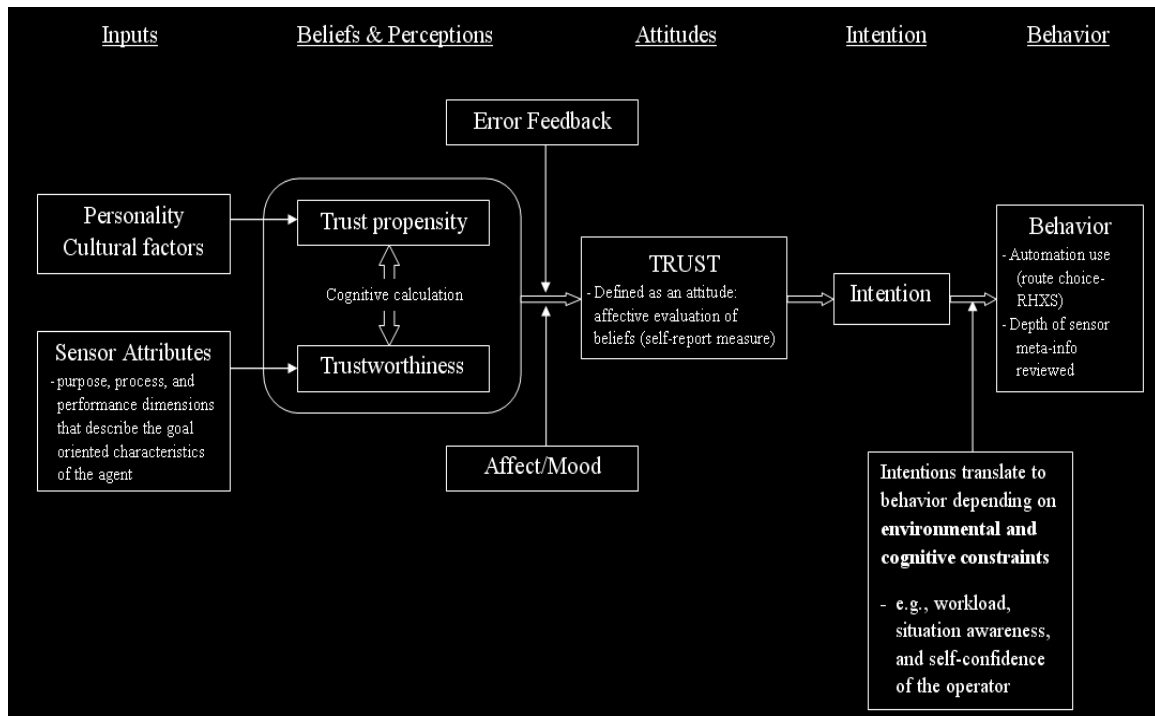 Inputs
Beliefs & Perceptions
Attitudes
Intention
Behavior
Error Feedback
Personality
Cultural factors
Trust propensity
Cognitive calculation
Trustworthiness
Sensor Attributes
- purpose, process, and
performance dimensions
that describe the goal
oriented characteristics
of the agent
Affect/Mood
TRUST
- Defined as an attitude:
affective evaluation of
beliefs (self-report measure)
Intention
Behavior
- Automation use
(route choice-
RHXS)
- Depth of sensor
meta-info
reviewed
Intentions translate to
behavior depending on
environmental and
cognitive constraints
- e.g., workload,
situation awareness,
and self-confidence
of the operator